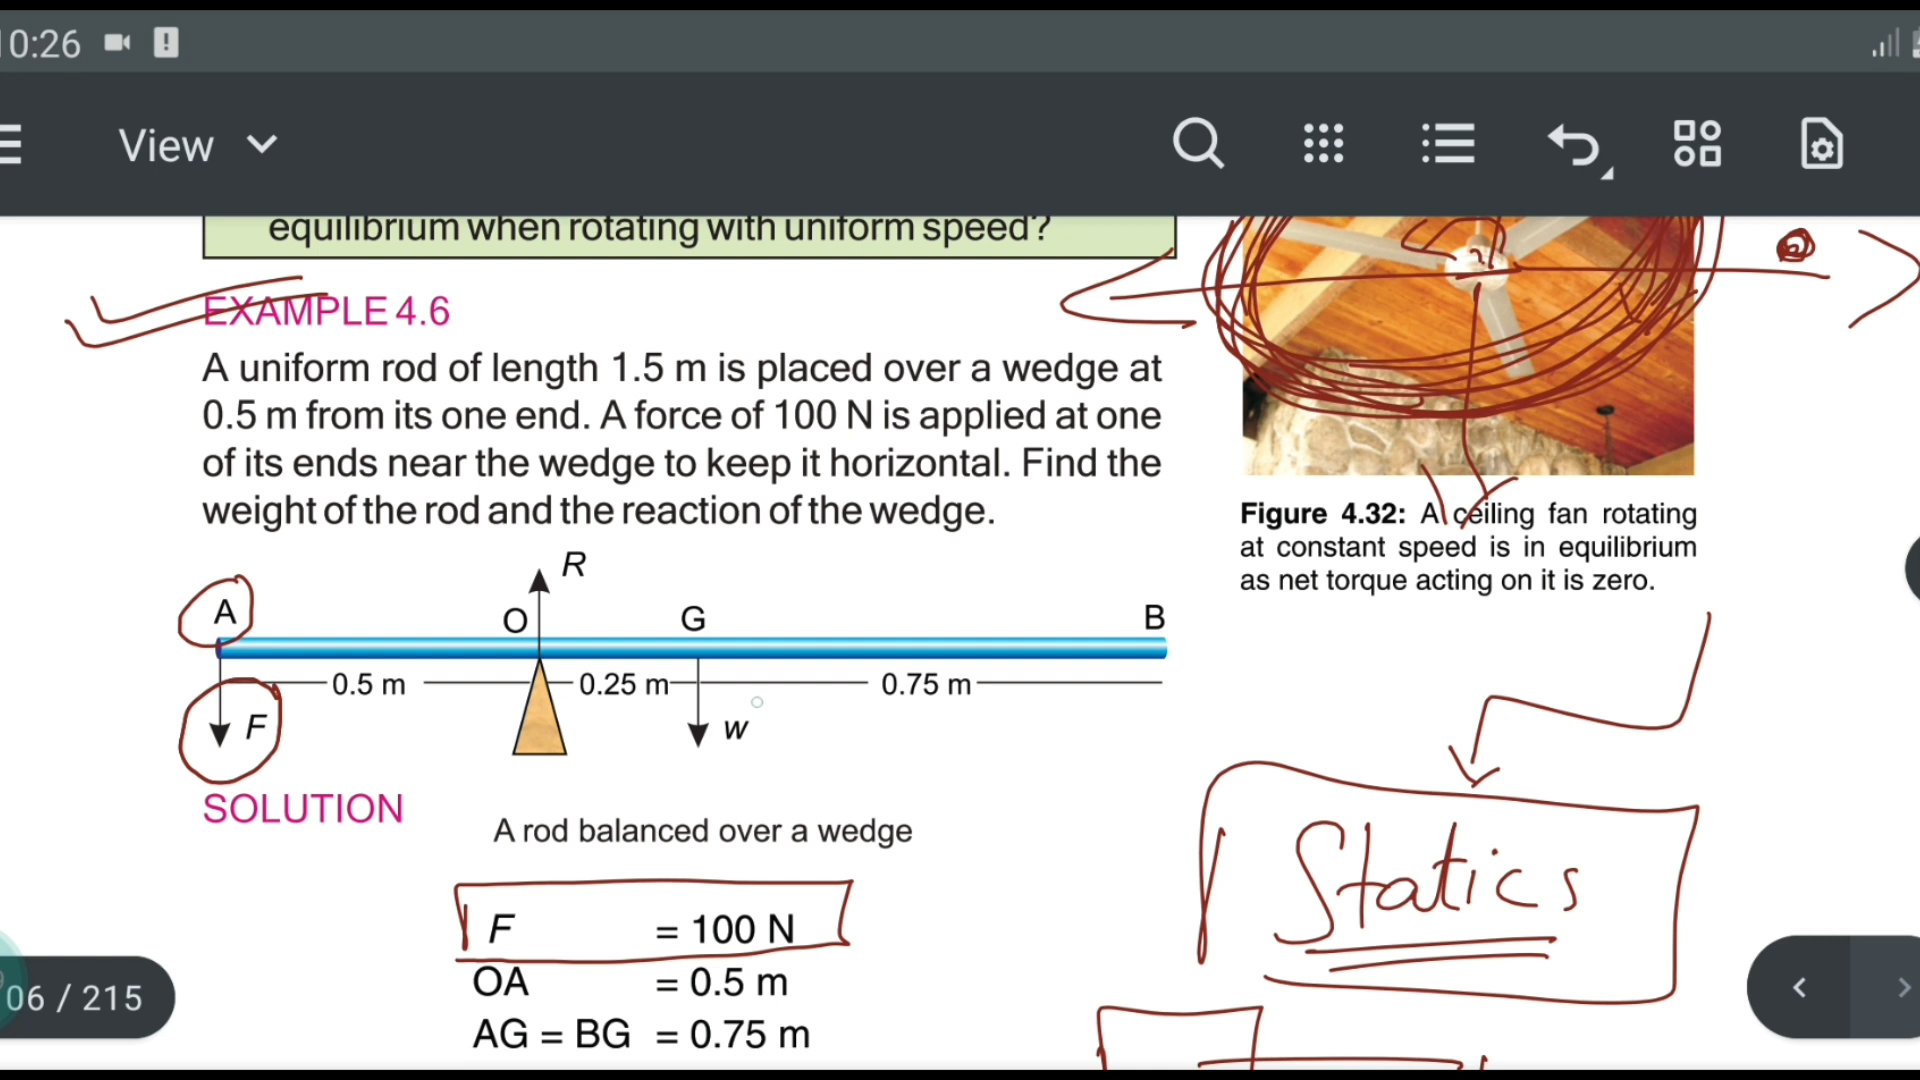 0:26
View
equilibrium when rotating with uniform speed?
EXAMPLE 4.6
A uniform rod of length 1.5 m is placed over a wedge at
0.5 m from its one end. A force of 100 N is applied at one
of its ends near the wedge to keep it horizontal. Find the
weight of the rod and the reaction of the wedge.
R
A
O
G
B
0.5 m
0.25 m
0.75 m
F
w
SOLUTION
A rod balanced over a wedge
F = 100 N
OA = 0.5 m
AG = BG = 0.75 m
Figure 4.32: A ceiling fan rotating
at constant speed is in equilibrium
as net torque acting on it is zero.
Statics
06 / 215